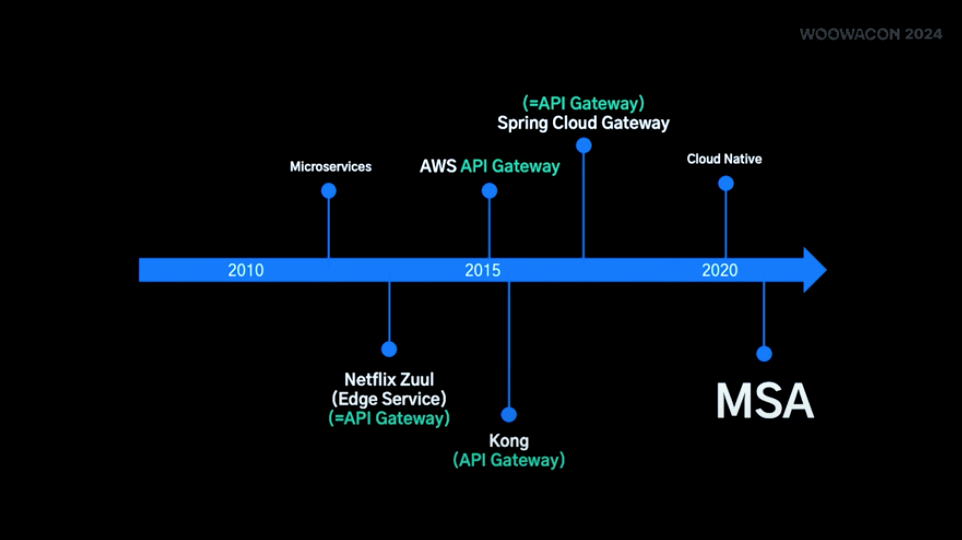 WOOWACON 2024
(=API Gateway)
Spring Cloud Gateway
Microservices
AWS API Gateway
Cloud Native
2010
2015
2020
Netflix Zuul
(Edge Service)
(=API Gateway)
Kong
(API Gateway)
MSA